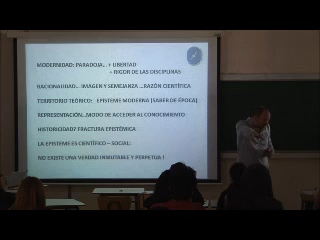 MODERNIDAD: PARADOJA... + LIBERTAD
+ RIGOR DE LAS DISCIPLINAS
RACIONALIDAD... IMAGEN Y SEMEJANZA ...RAZÓN CIENTÍFICA
TERRITORIO TEÓRICO: EPISTEME MODERNA (SABER DE ÉPOCA)
REPRESENTACIÓN....MODO DE ACCEDER AL CONOCIMIENTO
HISTORICIDAD? FRACTURA EPISTÉMICA
LA EPISTEME ES CIENTÍFICO – SOCIAL:
NO EXISTE UNA VERDAD INMUTABLE Y PERPETUA !